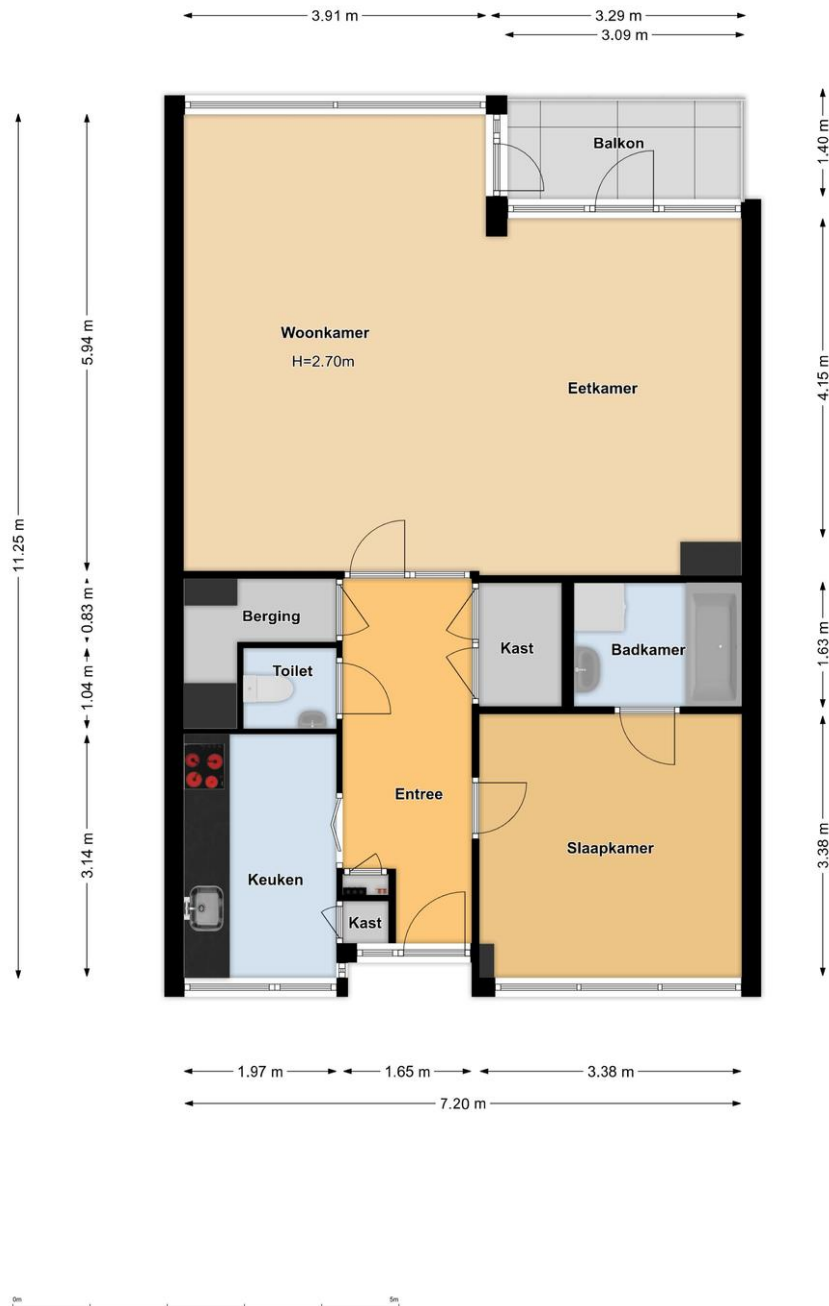 3.91 m
3.29 m
3.09 m
Balkon
1.40 m
Woonkamer
H=2.70m
Eetkamer
5.94 m
4.15 m
11.25 m
Berging
0.83 m
Toilet
1.04 m
Kast
Badkamer
1.63 m
Entree
Slaapkamer
Keuken
Kast
3.14 m
3.38 m
1.97 m
1.65 m
3.38 m
7.20 m
0m
5m